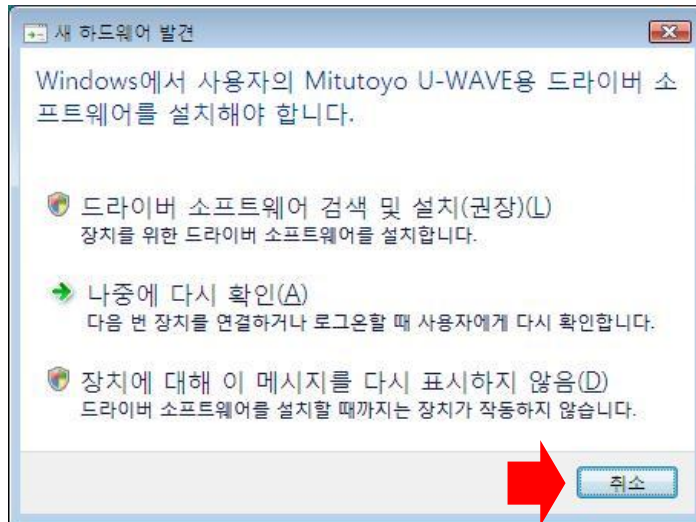 새 하드웨어 발견
Windows에서 사용자의 Mitutoyo U-WAVE용 드라이버 소
프트웨어를 설치해야 합니다.
드라이버 소프트웨어 검색 및 설치(권장)(L)
장치를 위한 드라이버 소프트웨어를 설치합니다.
나중에 다시 확인(A)
다음 번 장치를 연결하거나 로그온할 때 사용자에게 다시 확인합니다.
장치에 대해 이 메시지를 다시 표시하지 않음(D)
드라이버 소프트웨어를 설치할 때까지는 장치가 작동하지 않습니다.
취소